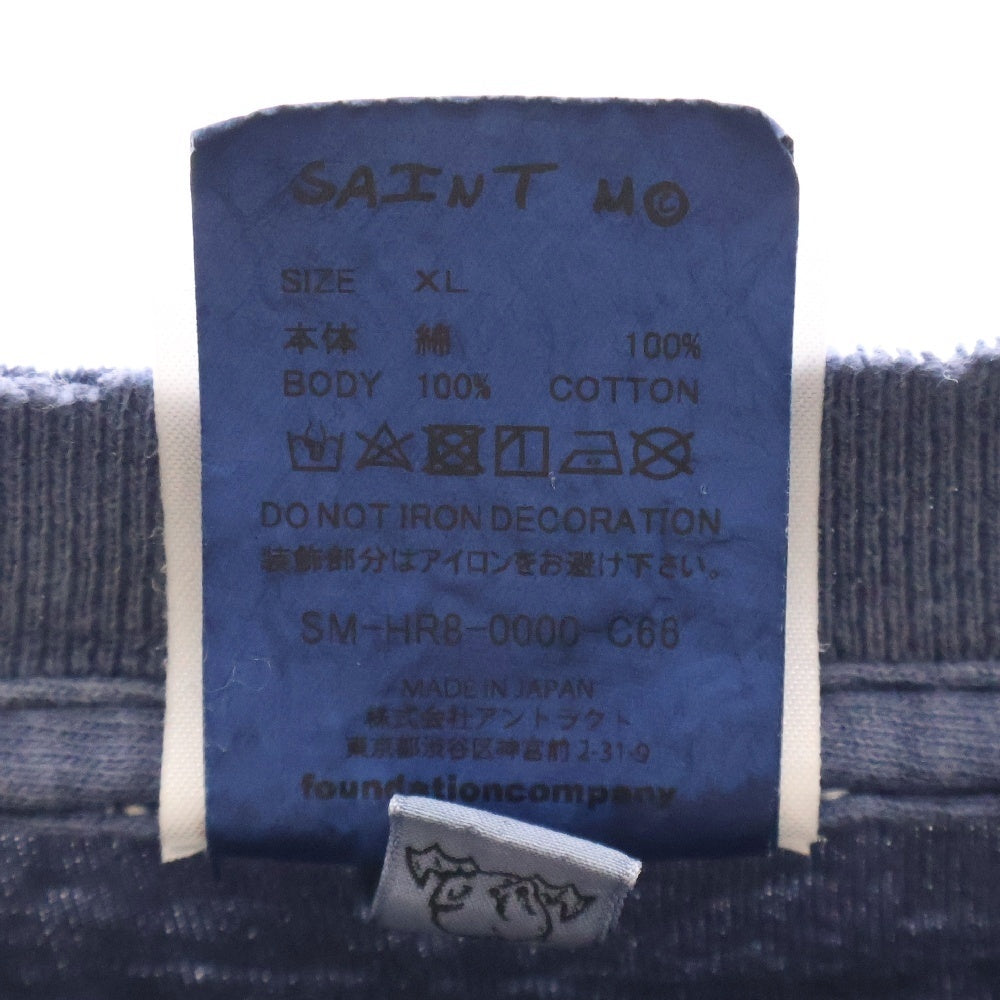 SAINT M©
SIZE XL
本体 綿 100%
BODY 100% COTTON
DO NOT IRON DECORATION
装飾部分はアイロンをお避け下さい。
SM-HR8-0000-C68
MADE IN JAPAN
株式会社アントラクト
東京都渋谷区神宮前2-31-9
foundationcompany